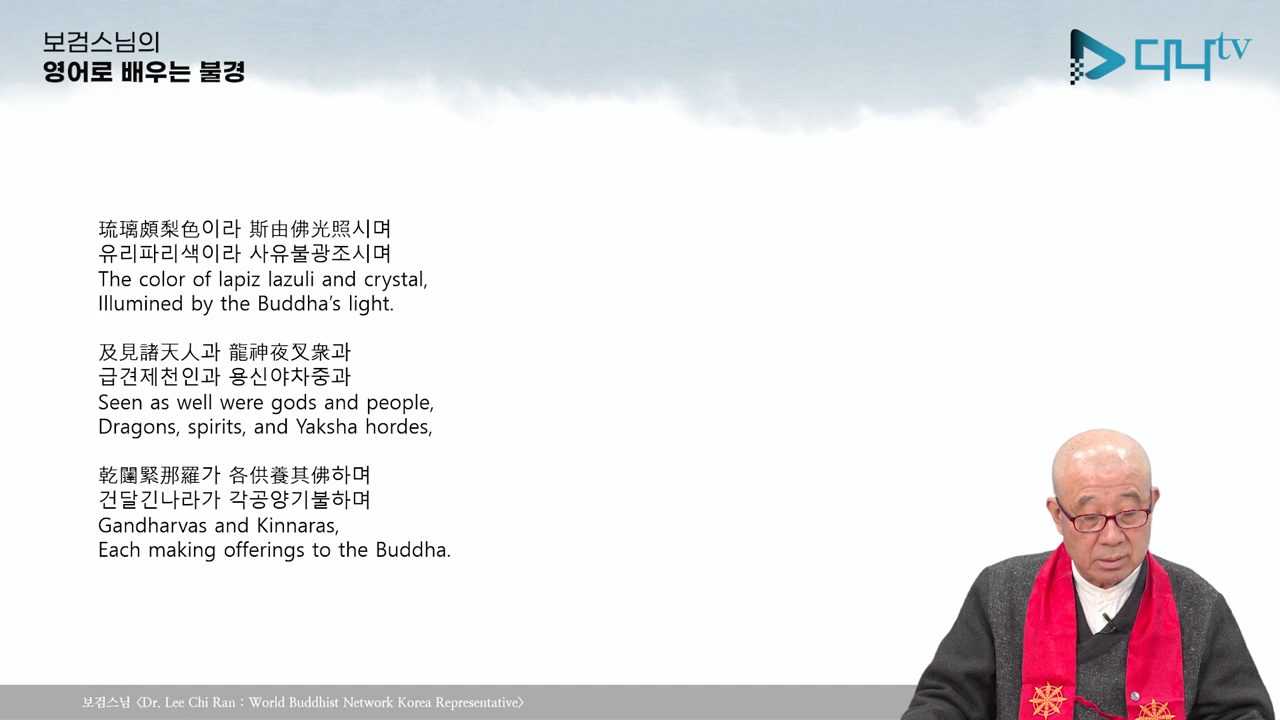 보검스님의
영어로 배우는 불경
디나tv
琉璃頗梨色이라 斯由佛光照시며
유리파리색이라 사유불광조시며
The color of lapiz lazuli and crystal,
Illumined by the Buddha’s light.
及見諸天人과 龍神夜叉衆과
급견제천인과 용신야차중과
Seen as well were gods and people,
Dragons, spirits, and Yaksha hordes,
乾闥緊那羅가 各供養其佛하며
건달긴나라가 각공양기불하며
Gandharvas and Kinnaras,
Each making offerings to the Buddha.
보검스님 <Dr. Lee Chi Ran : World Buddhist Network Korea Representative>